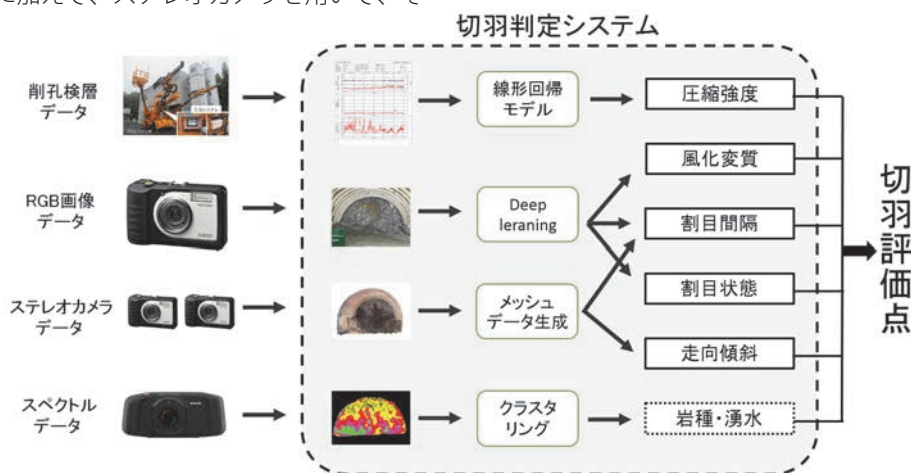 切羽判定システム
削孔検層
データ
線形回帰
モデル
圧縮強度
風化変質
RGB画像
データ
Deep
leraning
割目間隔
割目状態
ステレオカメラ
データ
メッシュ
データ生成
走向傾斜
スペクトル
データ
クラスタ
リング
岩種・湧水
切羽評価点